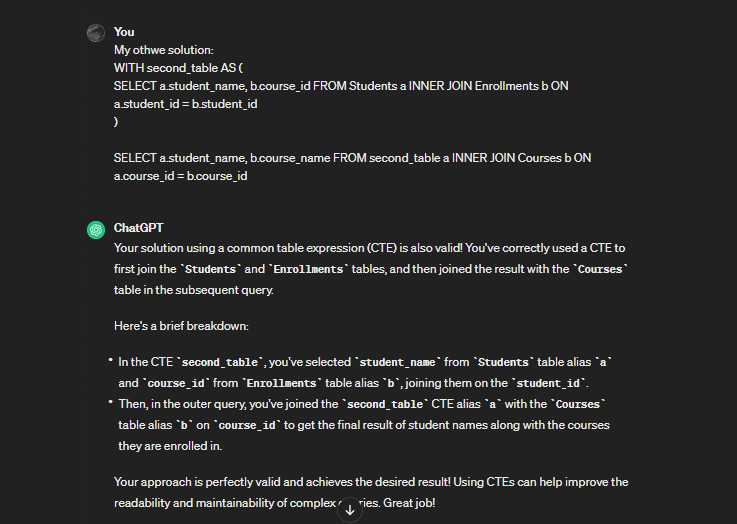 You
My othwe solution:
WITH second_table AS (
SELECT a.student_name, b.course_id FROM Students a INNER JOIN Enrollments b ON
a.student_id = b.student_id
)
SELECT a.student_name, b.course_name FROM second_table a INNER JOIN Courses b ON
a.course_id = b.course_id
ChatGPT
Your solution using a common table expression (CTE) is also valid! You've correctly used a CTE to
first join the `Students` and `Enrollments` tables, and then joined the result with the `Courses`
table in the subsequent query.
Here's a brief breakdown:
• In the CTE `second_table`, you've selected `student_name` from `Students` table alias `a`
and `course_id` from `Enrollments` table alias `b`, joining them on the `student_id`.
• Then, in the outer query, you've joined the `second_table` CTE alias `a` with the `Courses`
table alias `b` on `course_id` to get the final result of student names along with the courses
they are enrolled in.
Your approach is perfectly valid and achieves the desired result! Using CTEs can help improve the
readability and maintainability of complex ries. Great job!